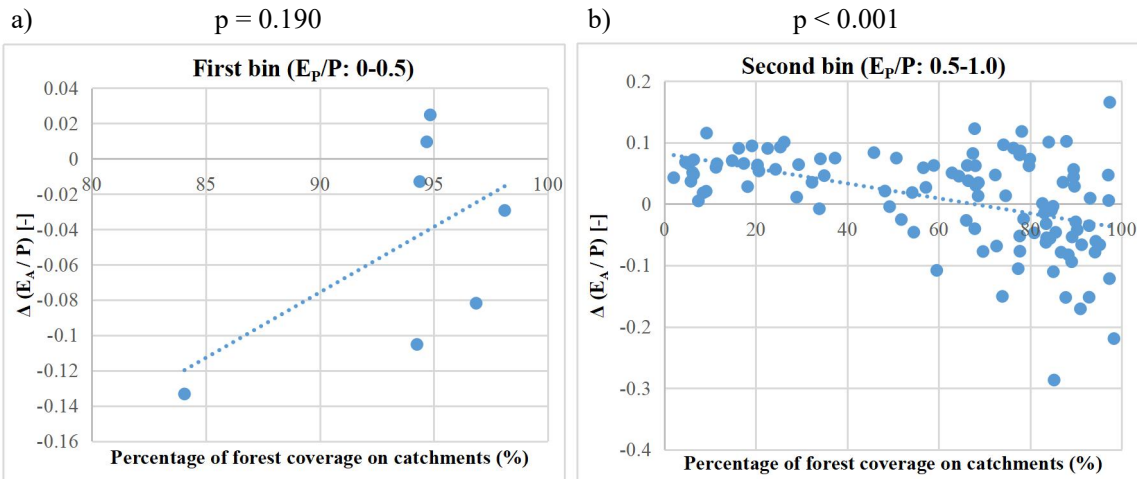 a) p = 0.190
First bin (EP/P: 0-0.5)
0.04
0.02
0
-0.02
-0.04
-0.06
-0.08
-0.1
-0.12
-0.14
-0.16
80 85 90 95 100
Δ (EA / P) [-]
Percentage of forest coverage on catchments (%)
b) p < 0.001
Second bin (EP/P: 0.5-1.0)
0.2
0.1
0
-0.1
-0.2
-0.3
-0.4
0 20 40 60 80 100
Δ (EA / P) [-]
Percentage of forest coverage on catchments (%)